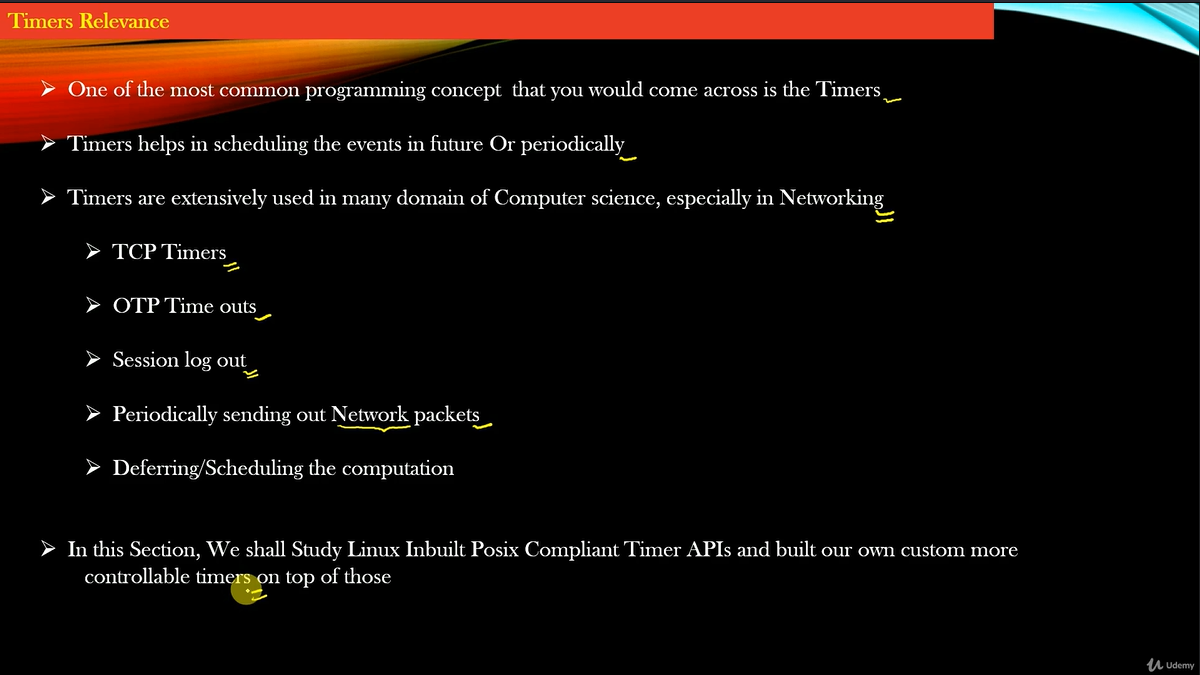 Timers Relevance
One of the most common programming concept that you would come across is the Timers
Timers helps in scheduling the events in future Or periodically
Timers are extensively used in many domain of Computer science, especially in Networking
TCP Timers
OTP Time outs
Session log out
Periodically sending out Network packets
Deferring/Scheduling the computation
In this Section, We shall Study Linux Inbuilt Posix Compliant Timer APIs and built our own custom more
controllable timers on top of those
Udemy